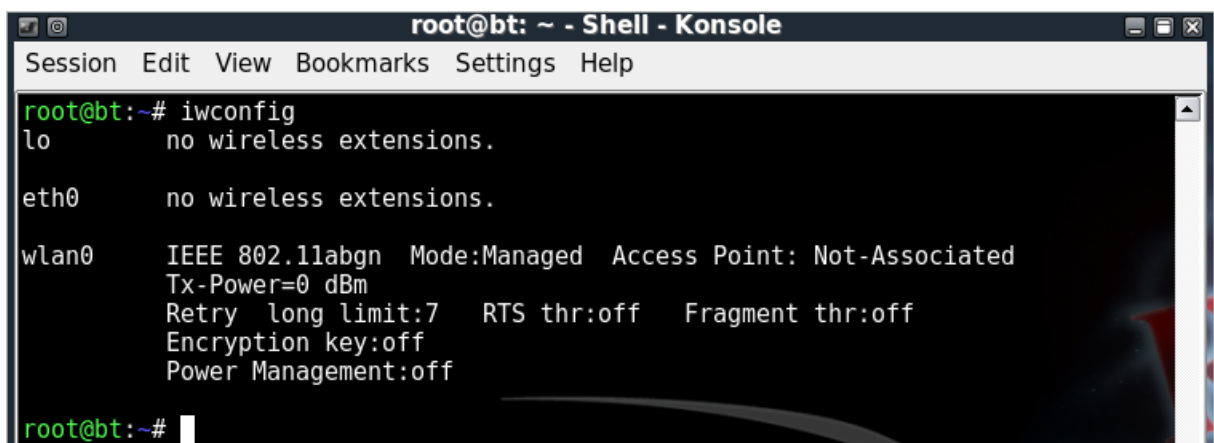 root@bt: ~ - Shell - Konsole
Session Edit View Bookmarks Settings Help
root@bt:~# iwconfig
lo        no wireless extensions.
eth0      no wireless extensions.
wlan0     IEEE 802.11abgn  Mode:Managed  Access Point: Not-Associated
          Tx-Power=0 dBm
          Retry  long limit:7   RTS thr:off   Fragment thr:off
          Encryption key:off
          Power Management:off
root@bt:~#